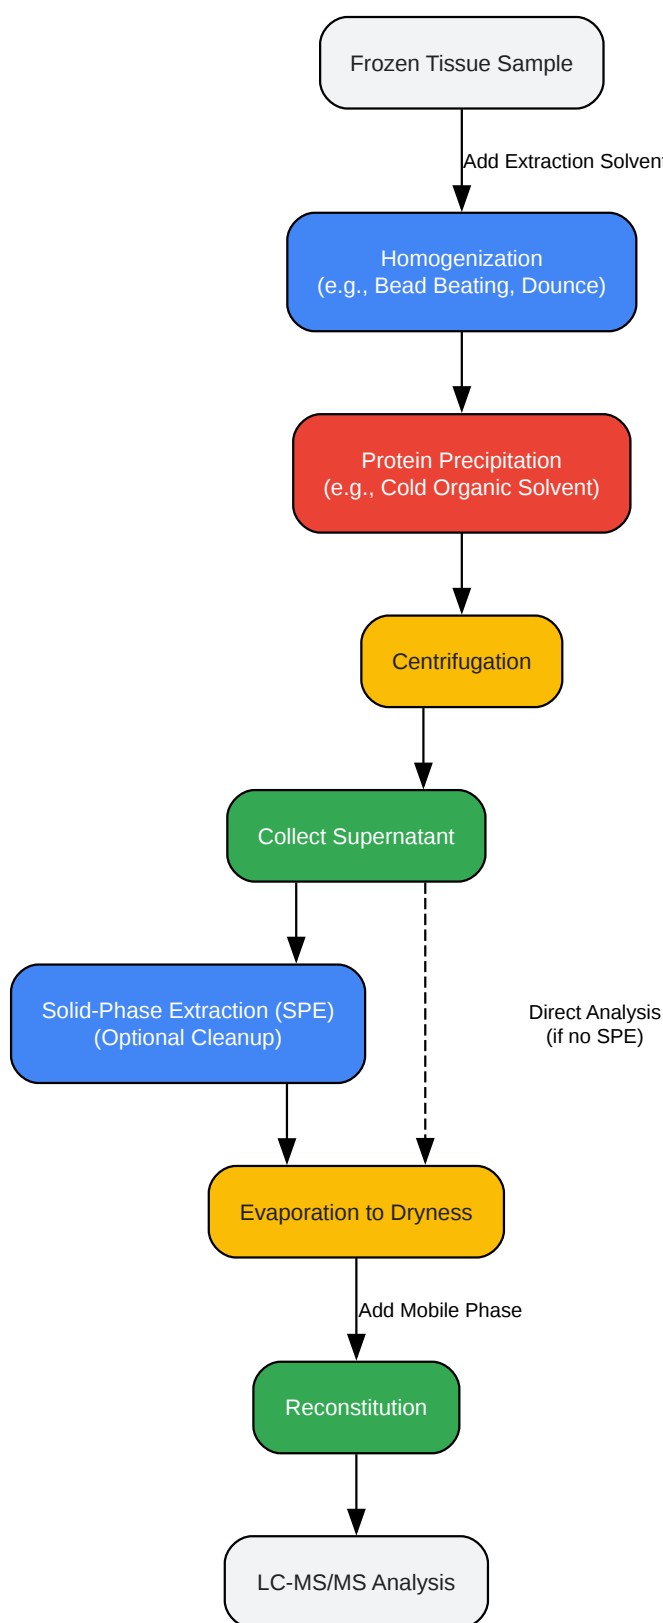 Frozen Tissue Sample
Add Extraction Solvent
Homogenization
(e.g., Bead Beating, Dounce)
Protein Precipitation
(e.g., Cold Organic Solvent)
Centrifugation
Collect Supernatant
Solid-Phase Extraction (SPE)
(Optional Cleanup)
Direct Analysis
(if no SPE)
Evaporation to Dryness
Add Mobile Phase
Reconstitution
LC-MS/MS Analysis